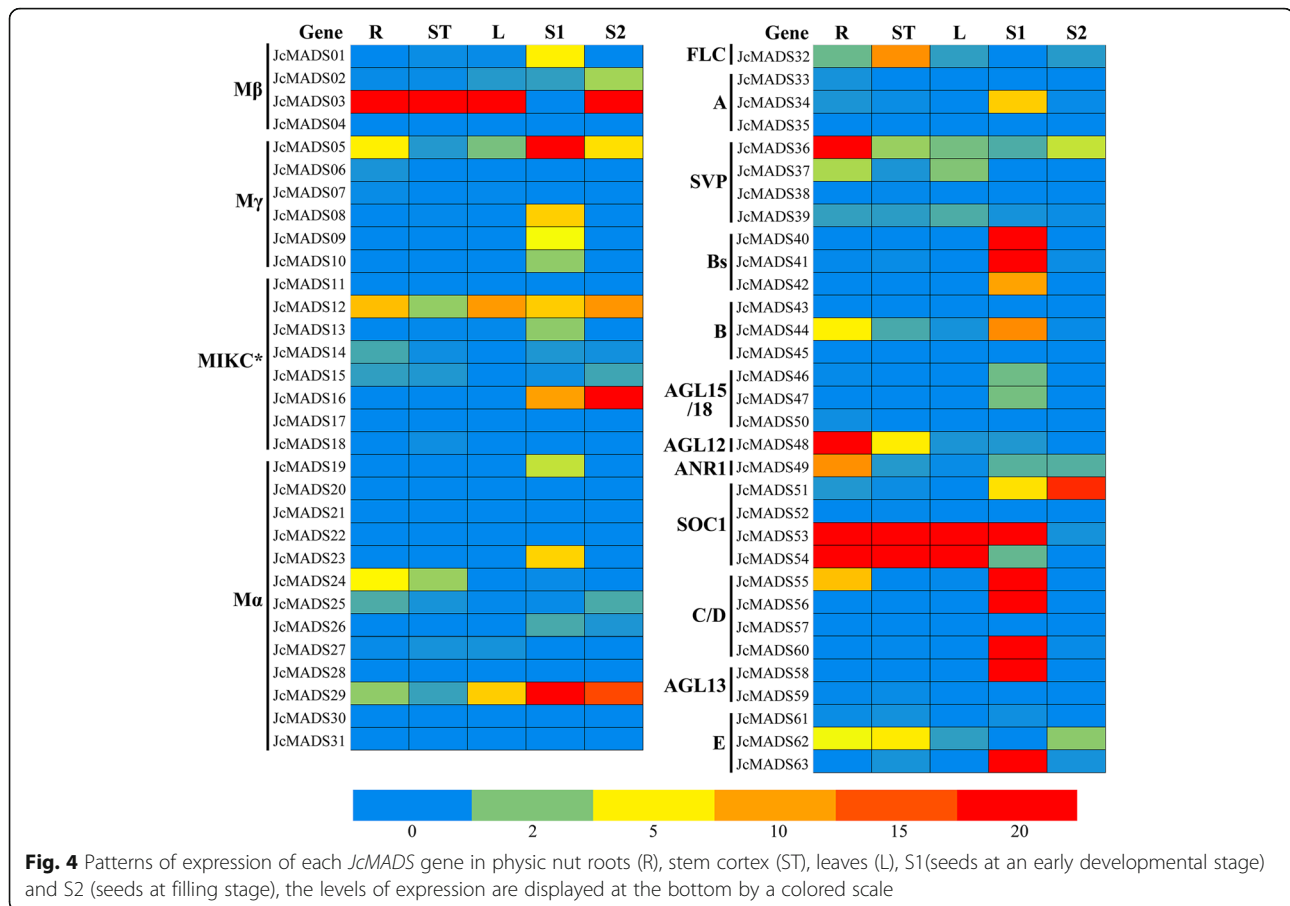 Gene R ST L S1 S2
Mβ
JcMADS01
JcMADS02
JcMADS03
JcMADS04
Mγ
JcMADS05
JcMADS06
JcMADS07
JcMADS08
JcMADS09
JcMADS10
MIKC*
JcMADS11
JcMADS12
JcMADS13
JcMADS14
JcMADS15
JcMADS16
JcMADS17
JcMADS18
Mα
JcMADS19
JcMADS20
JcMADS21
JcMADS22
JcMADS23
JcMADS24
JcMADS25
JcMADS26
JcMADS27
JcMADS28
JcMADS29
JcMADS30
JcMADS31
Gene R ST L S1 S2
FLC
JcMADS32
A
JcMADS33
JcMADS34
JcMADS35
SVP
JcMADS36
JcMADS37
JcMADS38
JcMADS39
Bs
JcMADS40
JcMADS41
JcMADS42
B
JcMADS43
JcMADS44
JcMADS45
AGL15
/18
JcMADS46
JcMADS47
JcMADS50
AGL12
JcMADS48
ANR1
JcMADS49
SOC1
JcMADS51
JcMADS52
JcMADS53
JcMADS54
C/D
JcMADS55
JcMADS56
JcMADS57
JcMADS60
AGL13
JcMADS58
JcMADS59
E
JcMADS61
JcMADS62
JcMADS63
0 2 5 10 15 20
Fig. 4 Patterns of expression of each JcMADS gene in physic nut roots (R), stem cortex (ST), leaves (L), S1(seeds at an early developmental stage)
and S2 (seeds at filling stage), the levels of expression are displayed at the bottom by a colored scale